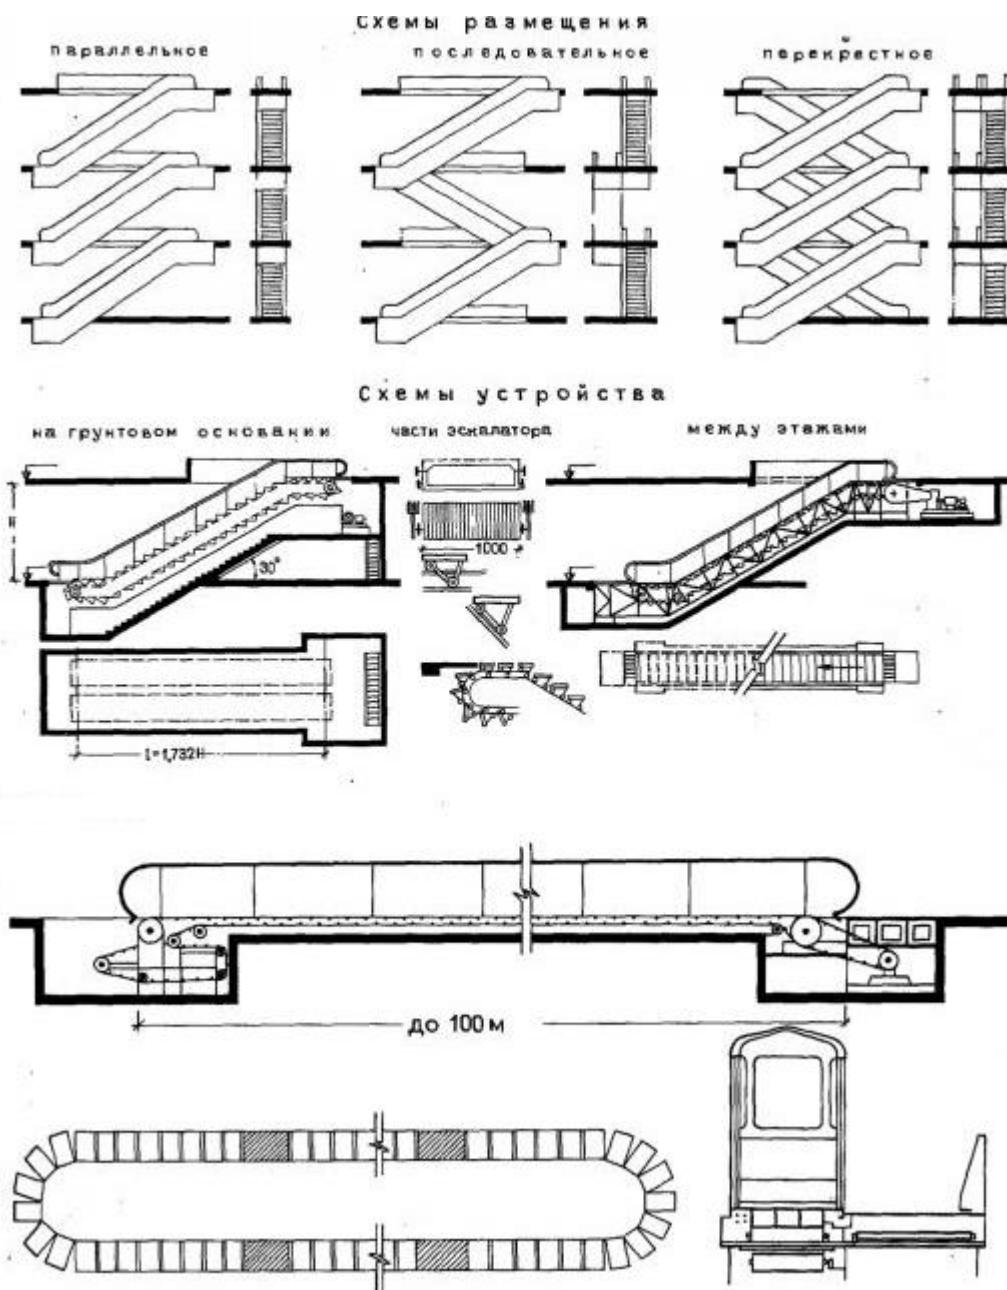 Схемы размещения
параллельное
последовательное
перекрестное
Схемы устройства
на грунтовом основании
части эскалатора
между этажами
H
1000
30°
l=1,732H
до 100 м